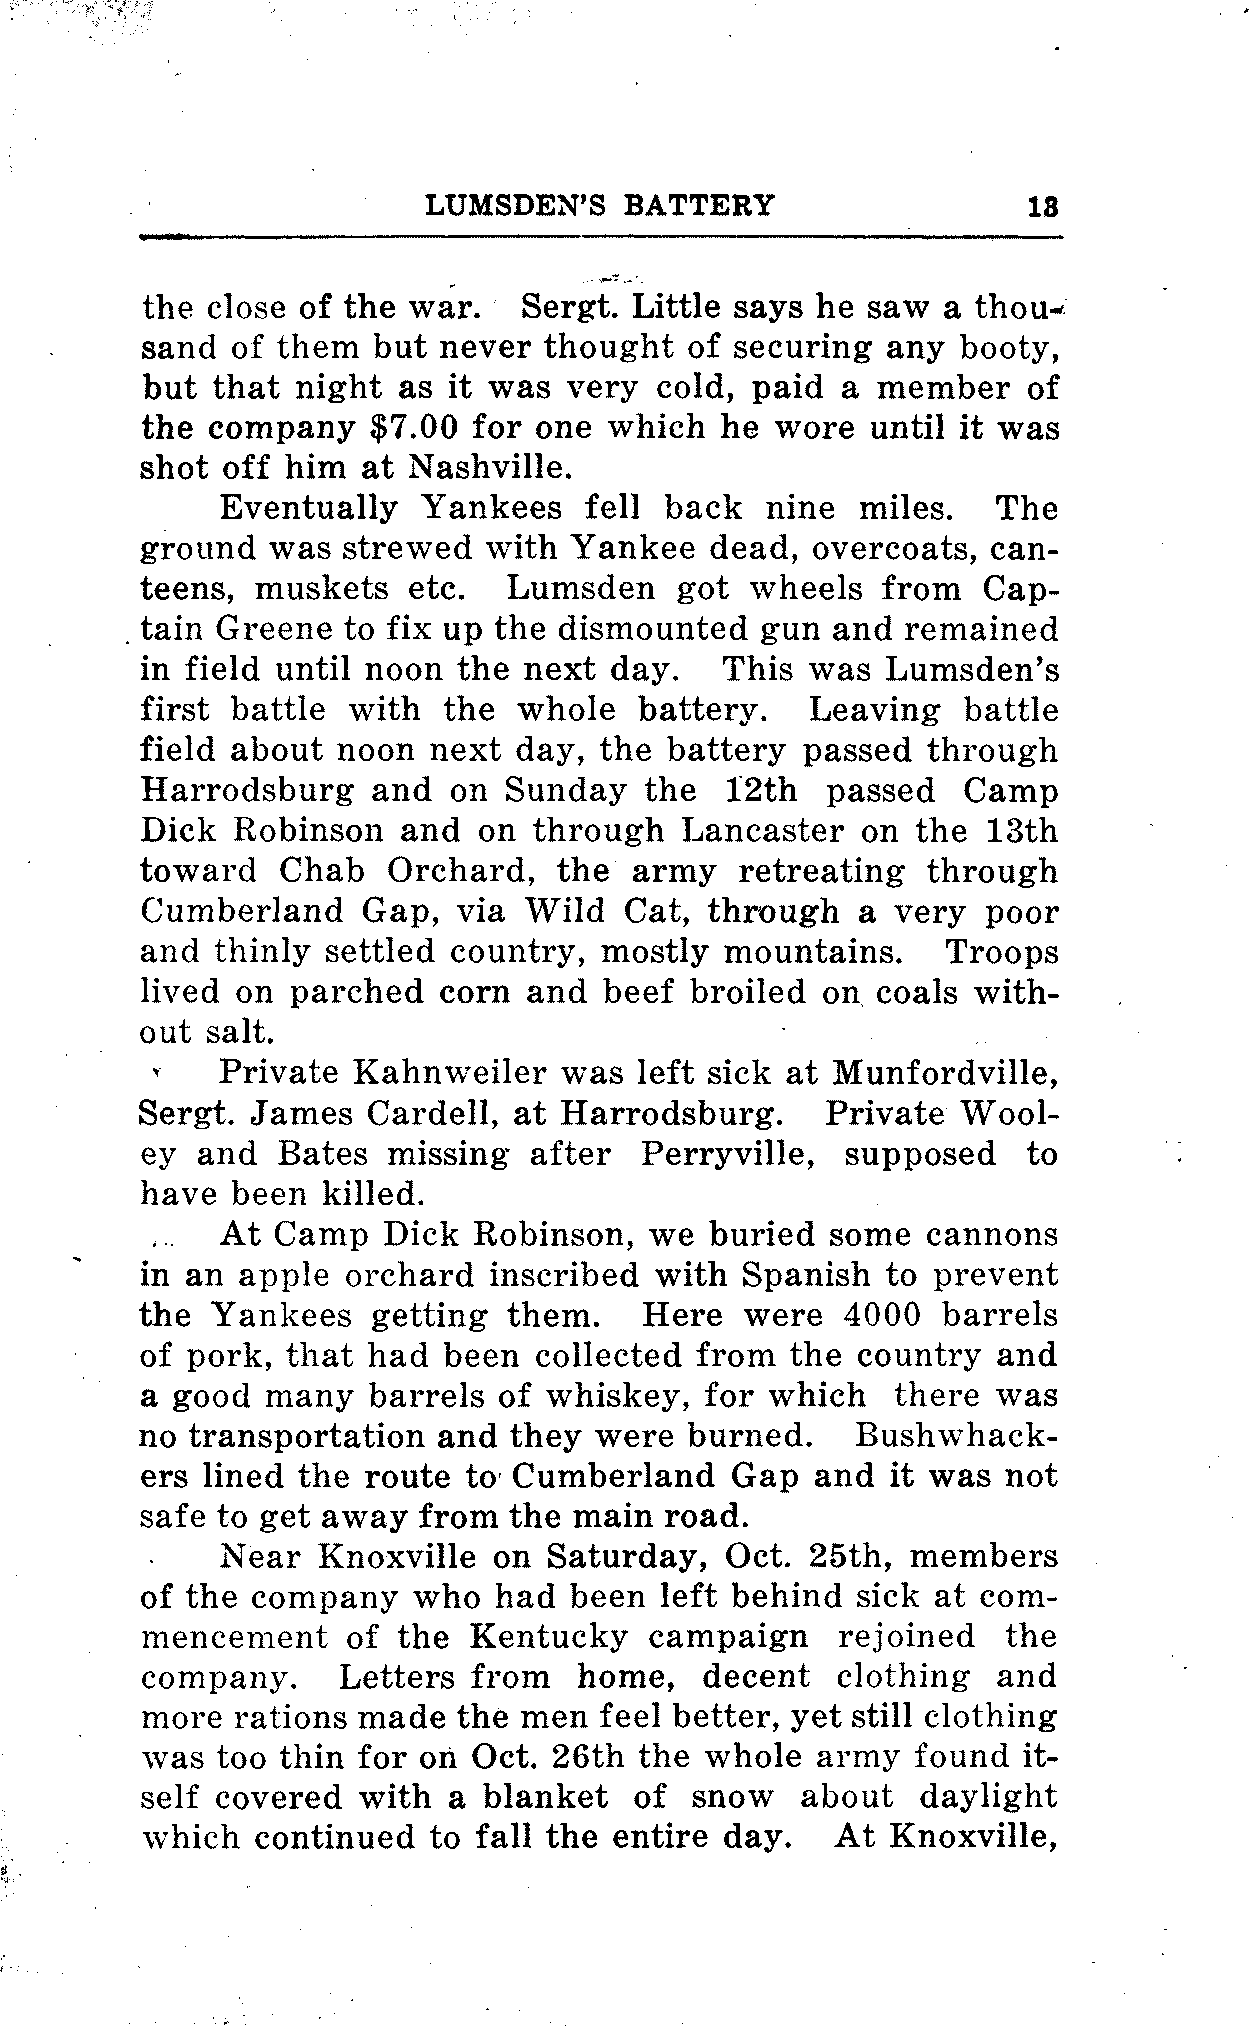 LUMSDEN'S BATTERY 13
the close of the war. Sergt. Little says he saw a thou-
sand of them but never thought of securing any booty,
but that night as it was very cold, paid a member of
the company $7.00 for one which he wore until it was
shot off him at Nashville.
Eventually Yankees fell back nine miles. The
ground was strewed with Yankee dead, overcoats, can-
teens, muskets etc. Lumsden got wheels from Cap-
tain Greene to fix up the dismounted gun and remained
in field until noon the next day. This was Lumsden's
first battle with the whole battery. Leaving battle
field about noon next day, the battery passed through
Harrodsburg and on Sunday the 12th passed Camp
Dick Robinson and on through Lancaster on the 13th
toward Chab Orchard, the army retreating through
Cumberland Gap, via Wild Cat, through a very poor
and thinly settled country, mostly mountains. Troops
lived on parched corn and beef broiled on coals with-
out salt.
Private Kahnweiler was left sick at Munfordville,
Sergt. James Cardell, at Harrodsburg. Private Wool-
ey and Bates missing after Perryville, supposed to
have been killed.
At Camp Dick Robinson, we buried some cannons
in an apple orchard inscribed with Spanish to prevent
the Yankees getting them. Here were 4000 barrels
of pork, that had been collected from the country and
a good many barrels of whiskey, for which there was
no transportation and they were burned. Bushwhack-
ers lined the route to Cumberland Gap and it was not
safe to get away from the main road.
Near Knoxville on Saturday, Oct. 25th, members
of the company who had been left behind sick at com-
mencement of the Kentucky campaign rejoined the
company. Letters from home, decent clothing and
more rations made the men feel better, yet still clothing
was too thin for on Oct. 26th the whole army found it-
self covered with a blanket of snow about daylight
which continued to fall the entire day. At Knoxville,